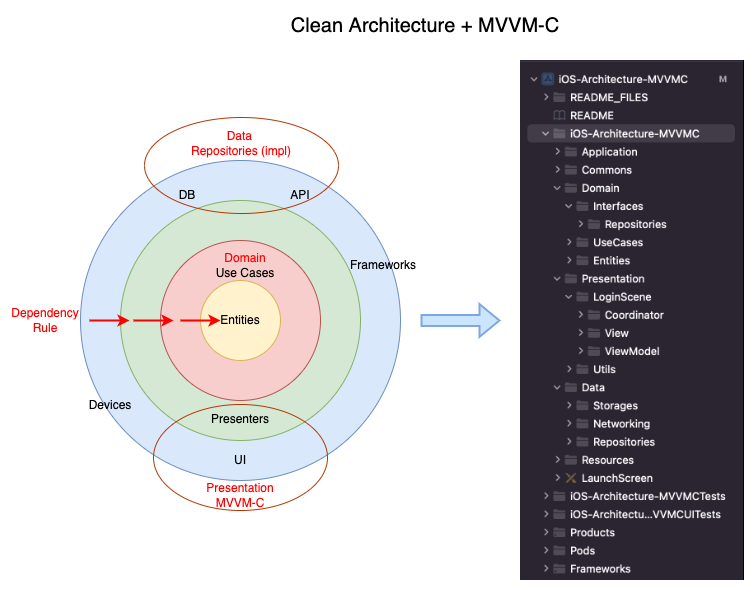 Clean Architecture + MVVM-C
Data
Repositories (impl)
DB
API
Domain
Use Cases
Frameworks
Dependency
Rule
Entities
Devices
Presenters
UI
Presentation
MVVM-C
iOS-Architecture-MVVMC
M
README_FILES
README
iOS-Architecture-MVVMC
Application
Commons
Domain
Interfaces
Repositories
UseCases
Entities
Presentation
LoginScene
Coordinator
View
ViewModel
Utils
Data
Storages
Networking
Repositories
Resources
LaunchScreen
iOS-Architecture-MVVMCTests
iOS-Architectu...VVMCUITests
Products
Pods
Frameworks